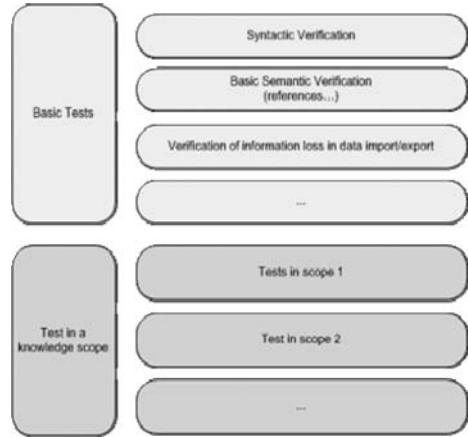 Basic Tests
Syntactic Verification
Basic Semantic Verification
(references...)
Verification of information loss in data import/export
...
Test in a
knowledge scope
Tests in scope 1
Test in scope 2
...